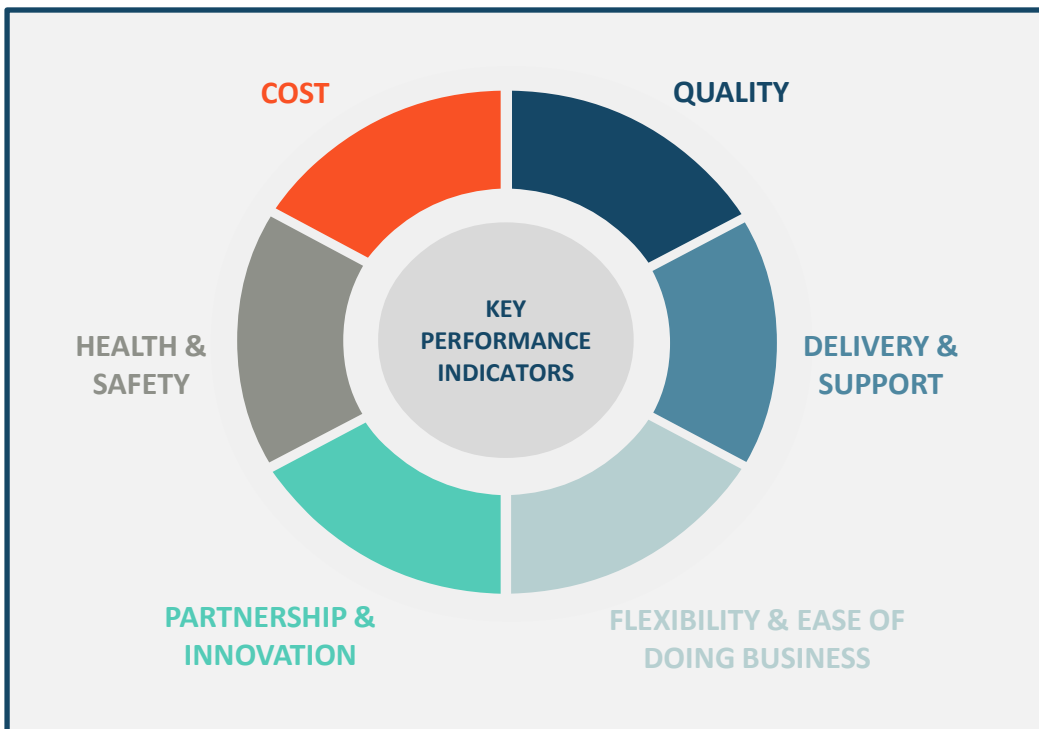 COST
QUALITY
KEY
PERFORMANCE
INDICATORS
HEALTH &
SAFETY
DELIVERY &
SUPPORT
PARTNERSHIP &
INNOVATION
FLEXIBILITY & EASE OF
DOING BUSINESS